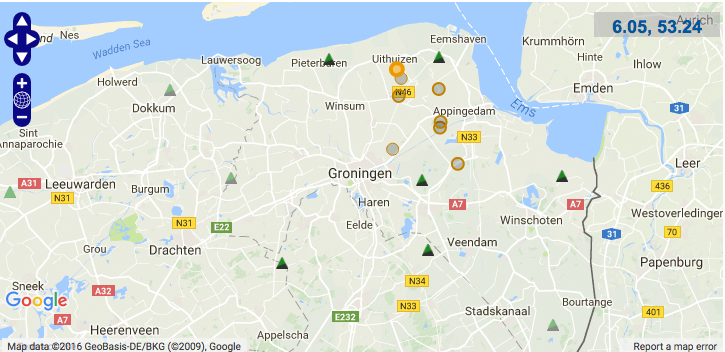 Nes
Wadden Sea
Lauwersoog
Pieterburen
Uithuizen
Eemshaven
Aurich
6.05, 53.24
Krummhörn
Ihlow
Holwerd
Dokkum
Winsum
N46
Appingedam
Ems
Emden
31
Sint
Annaparochie
N33
Leer
A31
Leeuwarden
Burgum
Groningen
N31
Haren
A7
A7
436
N31
E22
Eelde
Winschoten
Westoverledingen
31
70
Grou
Drachten
Veendam
Papenburg
Sneek
A32
N34
Google
N33
Bourtange
A7
E232
Stadskanaal
401
Heerenveen
Appelscha
Map data ©2016 GeoBasis-DE/BKG (©2009), Google
Report a map error